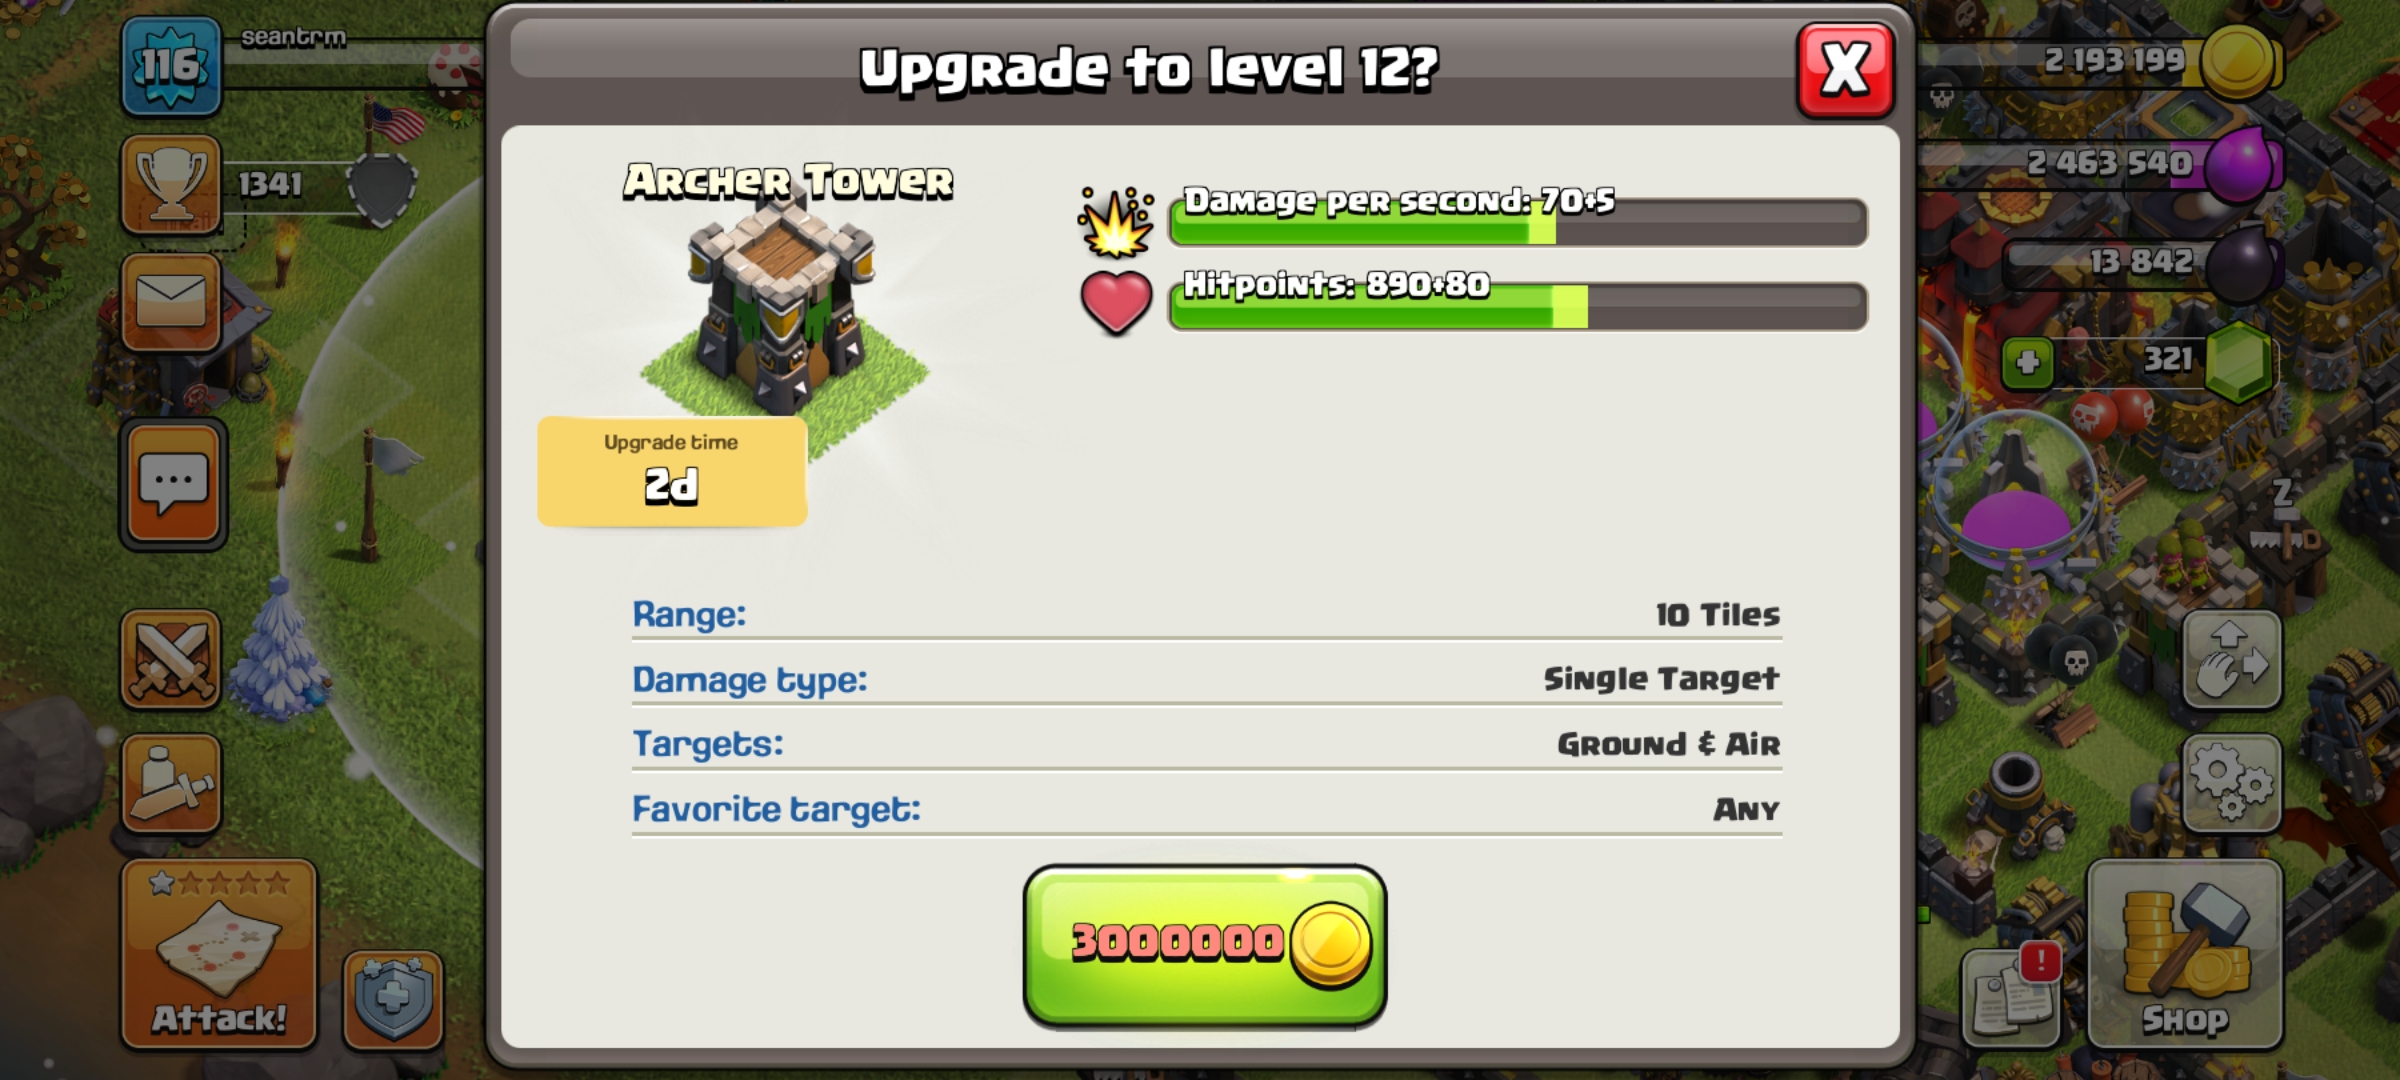 116
seantrm
Upgrade to level 12?
X
2 193 199
1341
Archer Tower
Damage per second: 70+5
2 463 540
Hitpoints: 890+80
13 842
321
Upgrade time
2d
Z
Range: 10 Tiles
Damage type: Single Target
Targets: Ground & Air
Favorite target: Any
3000000
!
Attack!
Shop